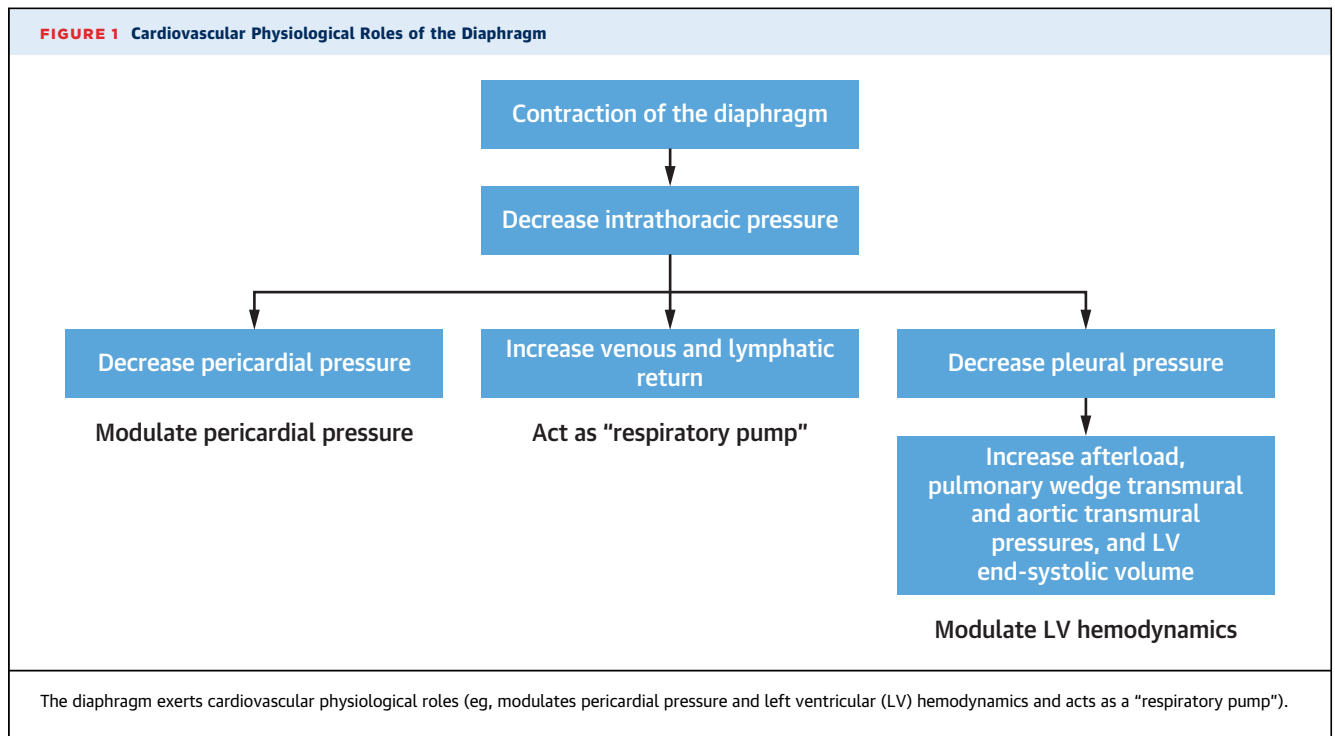 FIGURE 1 Cardiovascular Physiological Roles of the Diaphragm
Contraction of the diaphragm
Decrease intrathoracic pressure
Decrease pericardial pressure
Modulate pericardial pressure
Increase venous and lymphatic
return
Act as “respiratory pump”
Decrease pleural pressure
Increase afterload,
pulmonary wedge transmural
and aortic transmural
pressures, and LV
end-systolic volume
Modulate LV hemodynamics
The diaphragm exerts cardiovascular physiological roles (eg, modulates pericardial pressure and left ventricular (LV) hemodynamics and acts as a “respiratory pump”).